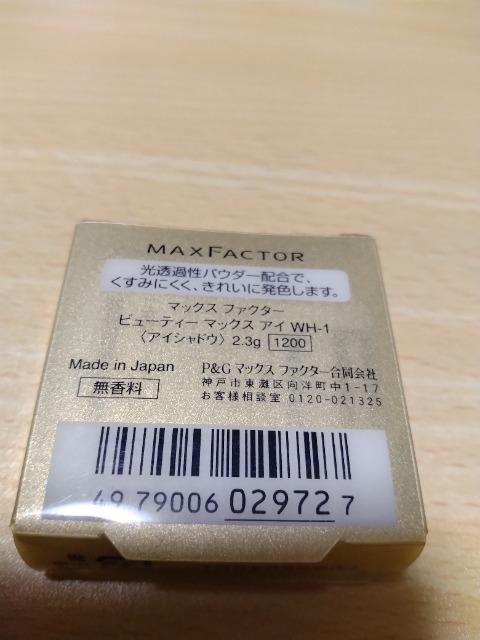 MAXFACTOR
光透過性パウダー配合で、
くすみにくく、きれいに発色します。
マックス ファクター
ビューティー マックス アイ WH-1
〈アイシャドウ〉 2.3g 1200
Made in Japan
無香料
P&G マックス ファクター合同会社
神戸市東灘区向洋町中1-17
お客様相談室 0120-021325
49 79006 02972 7